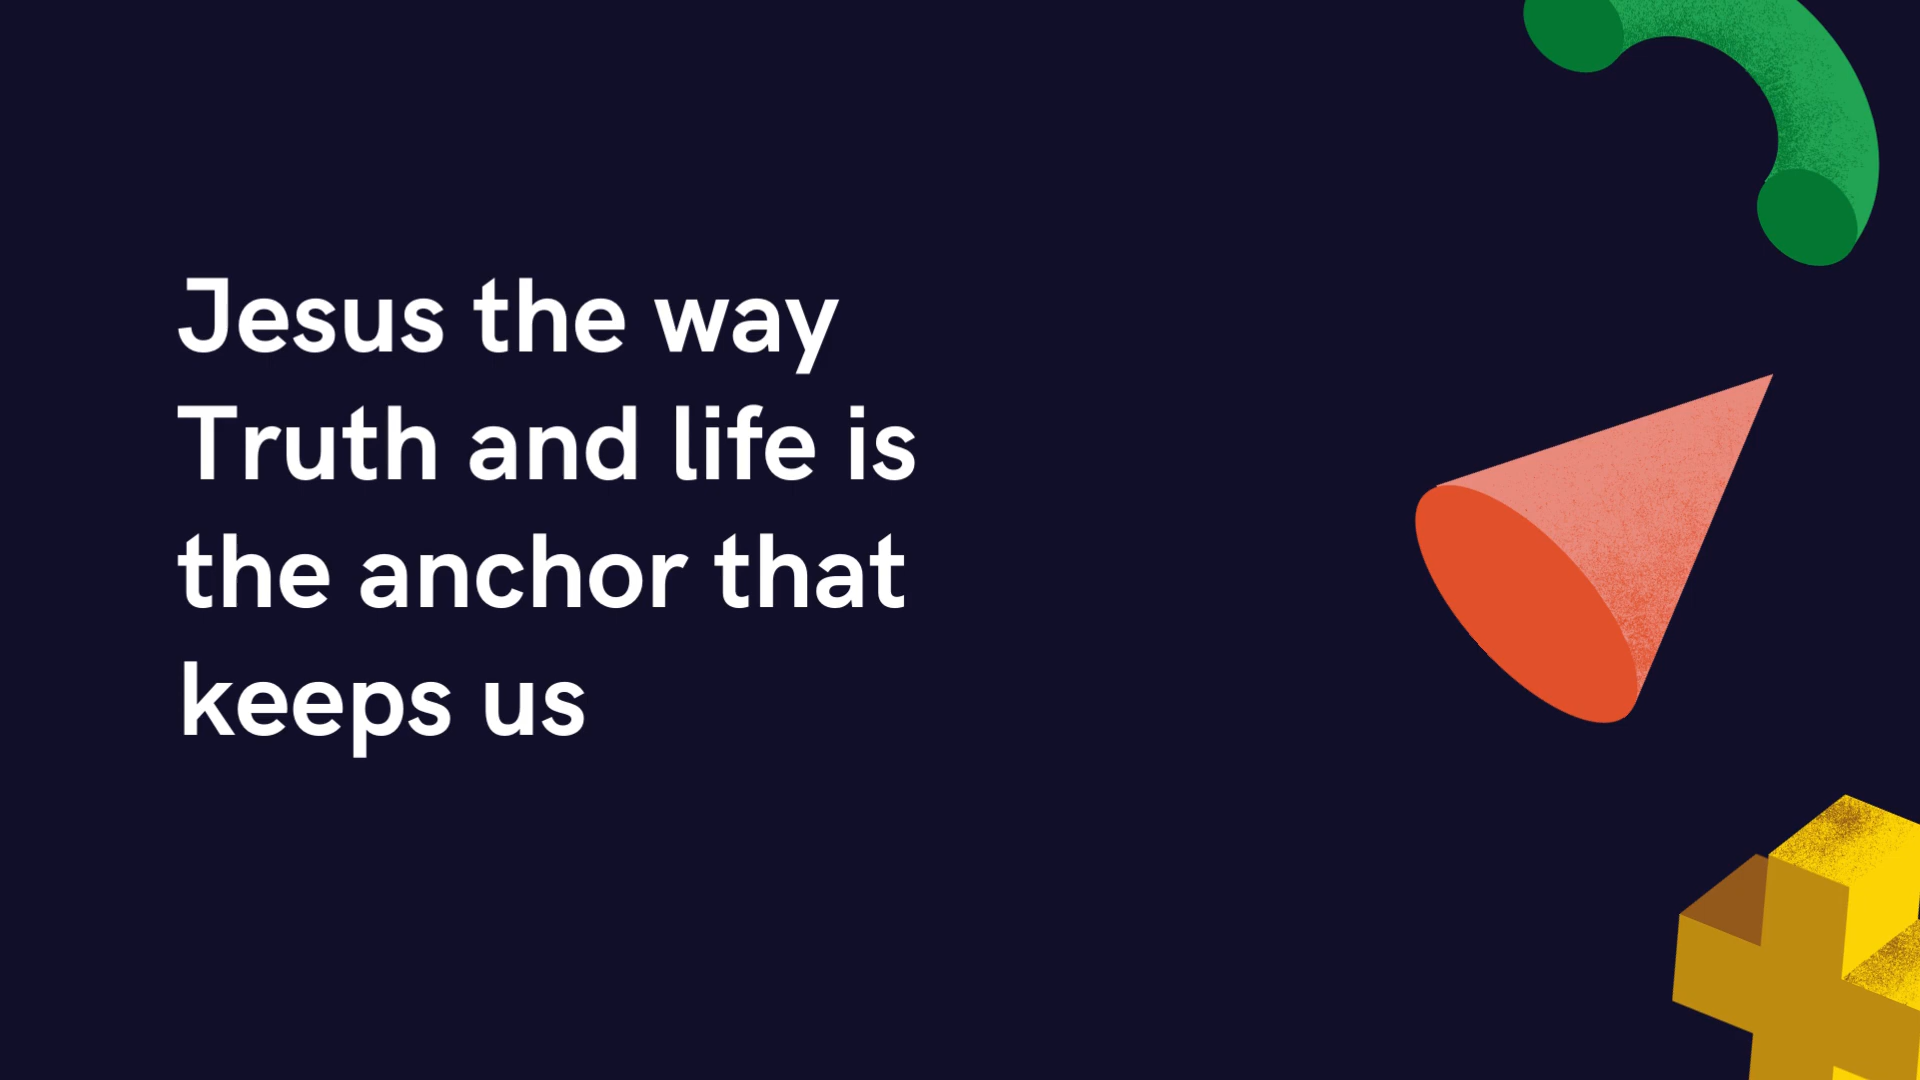 Jesus the way
Truth and life is
the anchor that
keeps us